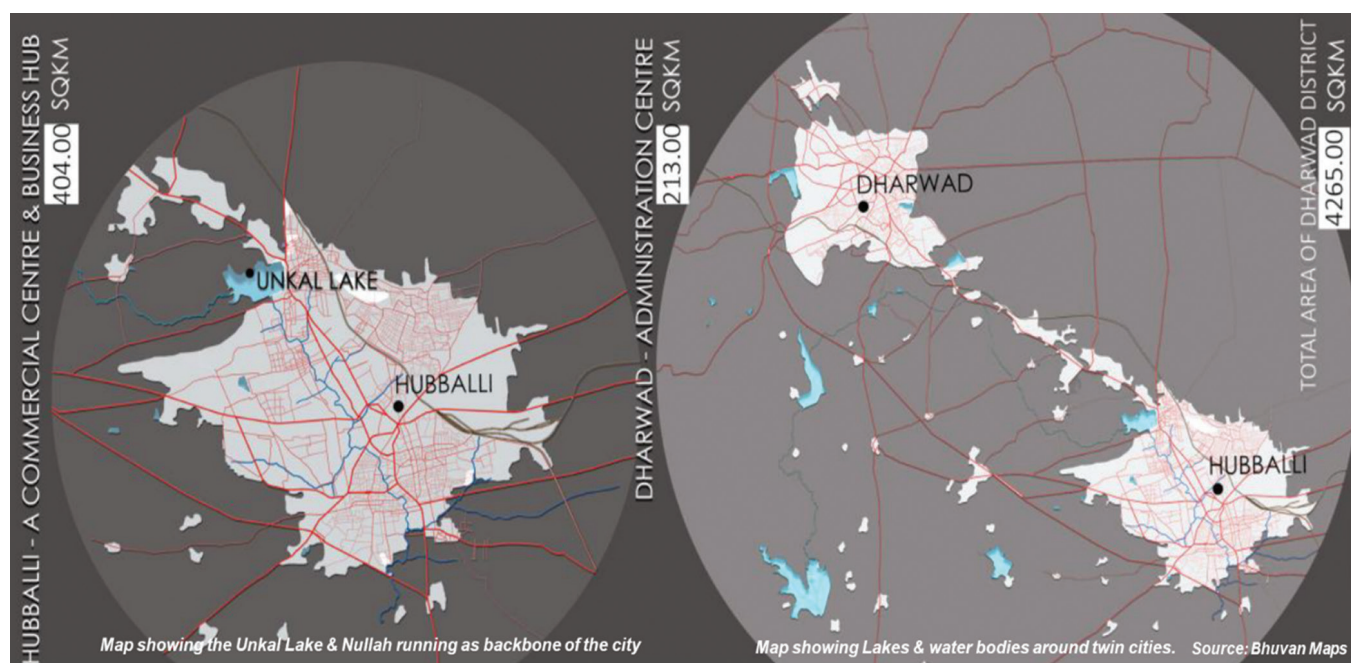 HUBBALLI - A COMMERCIAL CENTRE & BUSINESS HUB
404.00 SQKM
UNKAL LAKE
HUBBALLI
Map showing the Unkal Lake & Nullah running as backbone of the city
DHARWAD - ADMINISTRATION CENTRE
213.00 SQKM
DHARWAD
HUBBALLI
TOTAL AREA OF DHARWAD DISTRICT
4265.00 SQKM
Map showing Lakes & water bodies around twin cities. Source: Bhuvan Maps